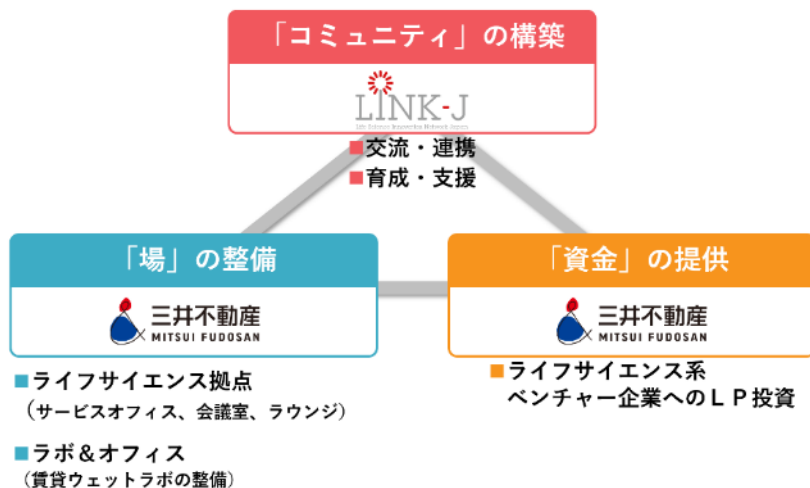 「コミュニティ」の構築
LINK-J
Life Science Innovation Network Japan
■交流・連携
■育成・支援
「場」の整備
三井不動産
MITSUI FUDOSAN
■ライフサイエンス拠点
（サービスオフィス、会議室、ラウンジ）
■ラボ＆オフィス
（賃貸ウェットラボの整備）
「資金」の提供
三井不動産
MITSUI FUDOSAN
■ライフサイエンス系
ベンチャー企業へのＬＰ投資